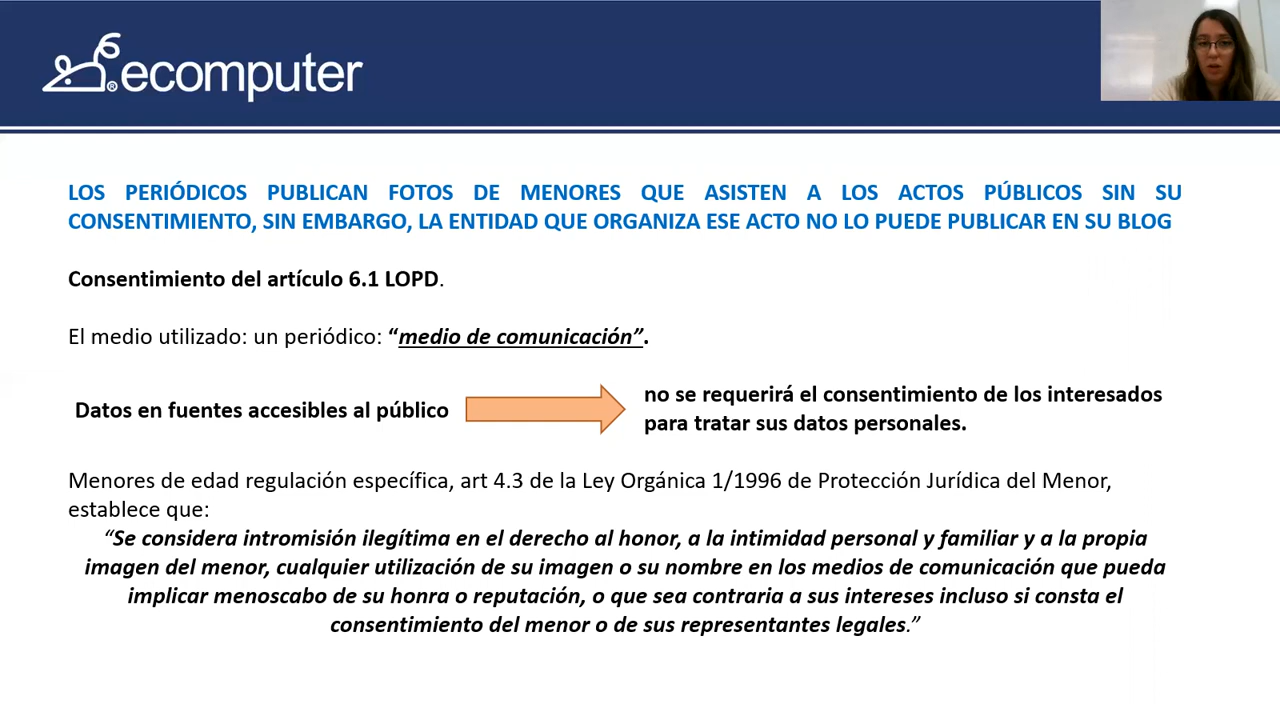 ecomputer
LOS PERIÓDICOS PUBLICAN FOTOS DE MENORES QUE ASISTEN A LOS ACTOS PÚBLICOS SIN SU
CONSENTIMIENTO, SIN EMBARGO, LA ENTIDAD QUE ORGANIZA ESE ACTO NO LO PUEDE PUBLICAR EN SU BLOG
Consentimiento del artículo 6.1 LOPD.
El medio utilizado: un periódico: “medio de comunicación”.
Datos en fuentes accesibles al público
no se requerirá el consentimiento de los interesados
para tratar sus datos personales.
Menores de edad regulación específica, art 4.3 de la Ley Orgánica 1/1996 de Protección Jurídica del Menor,
establece que:
“Se considera intromisión ilegítima en el derecho al honor, a la intimidad personal y familiar y a la propia
imagen del menor, cualquier utilización de su imagen o su nombre en los medios de comunicación que pueda
implicar menoscabo de su honra o reputación, o que sea contraria a sus intereses incluso si consta el
consentimiento del menor o de sus representantes legales.”